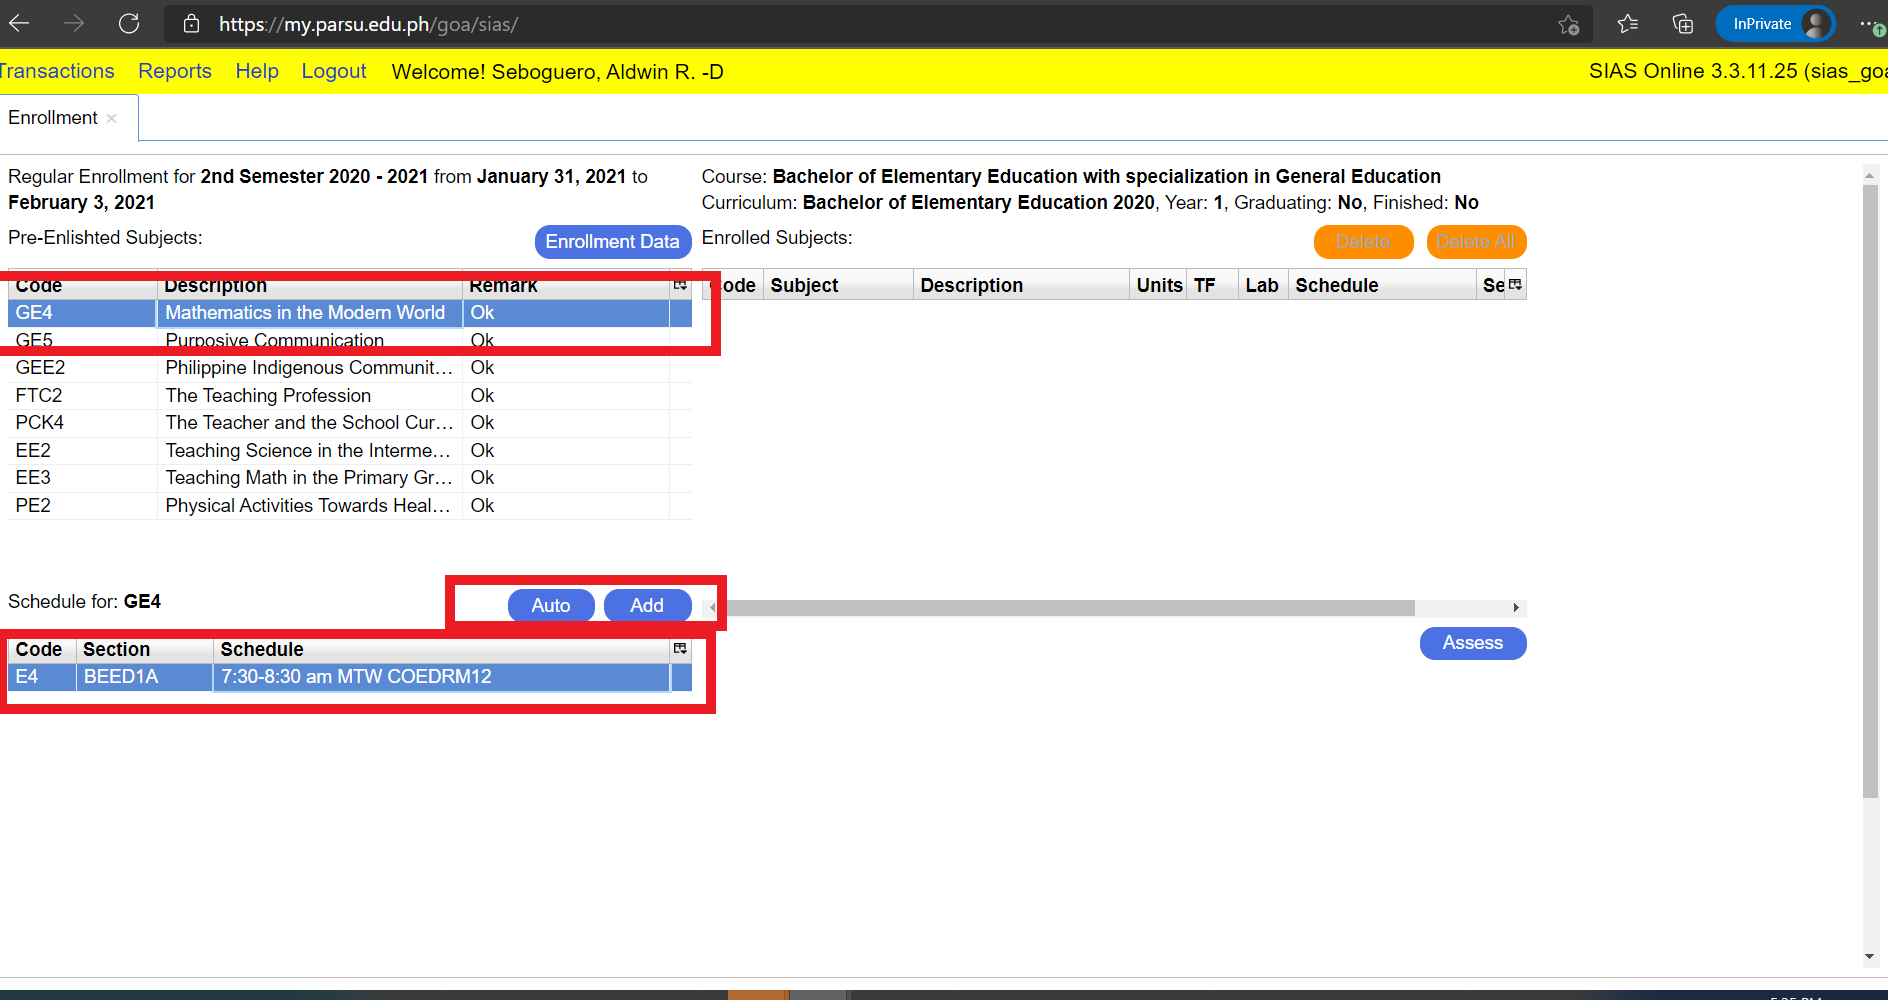 https://my.parsu.edu.ph/goa/sias/
InPrivate
Transactions Reports Help Logout Welcome! Seboguero, Aldwin R. -D
SIAS Online 3.3.11.25 (sias_goa
Enrollment
Regular Enrollment for 2nd Semester 2020 - 2021 from January 31, 2021 to
February 3, 2021
Course: Bachelor of Elementary Education with specialization in General Education
Curriculum: Bachelor of Elementary Education 2020, Year: 1, Graduating: No, Finished: No
Pre-Enlishted Subjects:
Enrollment Data
Enrolled Subjects:
Delete
Delete All
Code Description Remark
GE4 Mathematics in the Modern World Ok
GE5 Purposive Communication Ok
GEE2 Philippine Indigenous Communit... Ok
FTC2 The Teaching Profession Ok
PCK4 The Teacher and the School Cur... Ok
EE2 Teaching Science in the Interme... Ok
EE3 Teaching Math in the Primary Gr... Ok
PE2 Physical Activities Towards Heal... Ok
Code Subject Description Units TF Lab Schedule Se
Schedule for: GE4
Auto
Add
Assess
Code Section Schedule
E4 BEED1A 7:30-8:30 am MTW COEDRM12